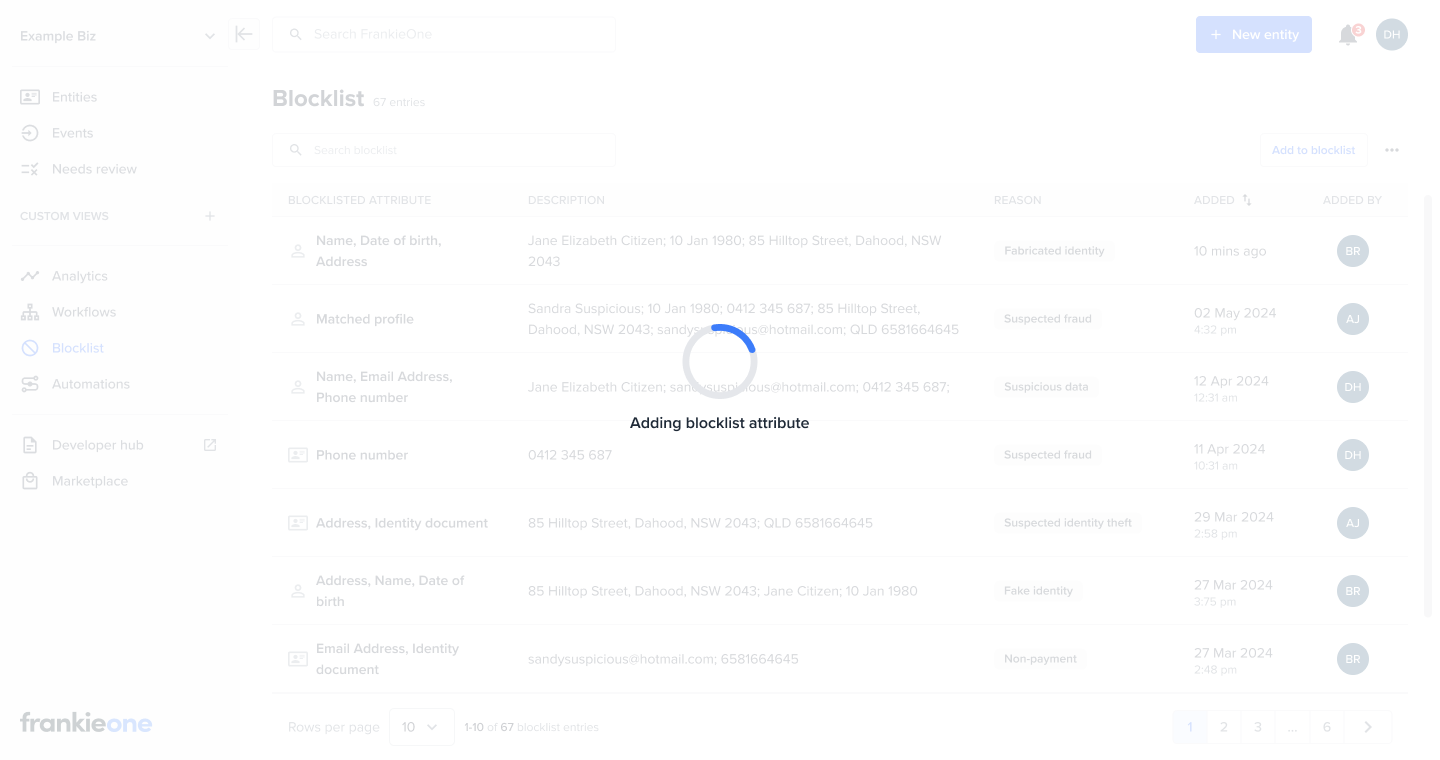 Example Biz
Search FrankieOne
+ New entity
3
DH
Entities
Events
Needs review
CUSTOM VIEWS +
Analytics
Workflows
Blocklist
Automations
Developer hub
Marketplace
frankieone
Blocklist 67 entries
Search blocklist
Add to blocklist
BLOCKLISTED ATTRIBUTE DESCRIPTION REASON ADDED ADDED BY
Name, Date of birth,
Address
Jane Elizabeth Citizen; 10 Jan 1980; 85 Hilltop Street, Dahood, NSW
2043
Fabricated identity
10 mins ago
BR
Matched profile
Sandra Suspicious; 10 Jan 1980; 0412 345 687; 85 Hilltop Street,
Dahood, NSW 2043; sandysuspicious@hotmail.com; QLD 6581664645
Suspected fraud
02 May 2024
4:32 pm
AJ
Name, Email Address,
Phone number
Jane Elizabeth Citizen; sandysuspicious@hotmail.com; 0412 345 687;
Suspicious data
12 Apr 2024
12:31 am
DH
Adding blocklist attribute
Phone number
0412 345 687
Suspected fraud
11 Apr 2024
10:31 am
DH
Address, Identity document
85 Hilltop Street, Dahood, NSW 2043; QLD 6581664645
Suspected identity theft
29 Mar 2024
2:58 pm
AJ
Address, Name, Date of
birth
85 Hilltop Street, Dahood, NSW 2043; Jane Citizen; 10 Jan 1980
Fake identity
27 Mar 2024
3:75 pm
BR
Email Address, Identity
document
sandysuspicious@hotmail.com; 6581664645
Non-payment
27 Mar 2024
2:48 pm
BR
Rows per page 10 1-10 of 67 blocklist entries
1 2 3 ... 6